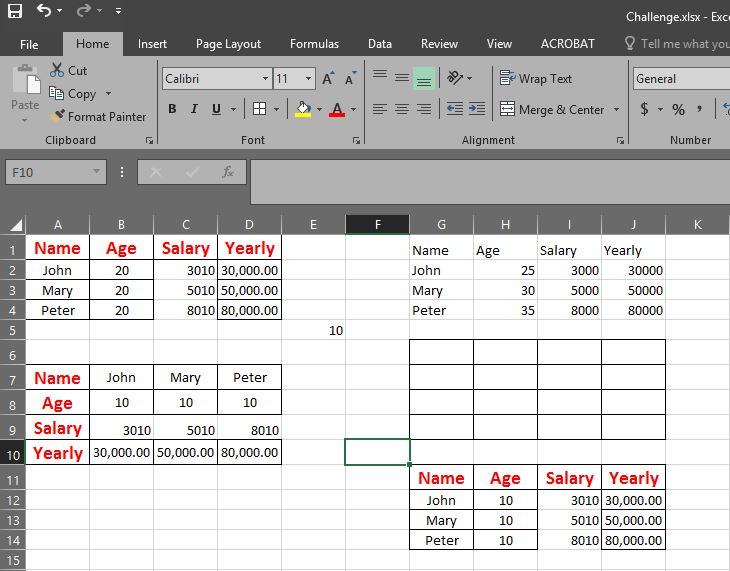 Challenge.xlsx - Exc
File Home Insert Page Layout Formulas Data Review View ACROBAT Tell me what you
Cut
Copy
Format Painter
Paste
Calibri 11 A A
B I U A
Wrap Text
Merge & Center
General
$ % ,
Clipboard Font Alignment Number
F10 fx
A B C D E F G H I J K
1 Name Age Salary Yearly Name Age Salary Yearly
2 John 20 3010 30,000.00 John 25 3000 30000
3 Mary 20 5010 50,000.00 Mary 30 5000 50000
4 Peter 20 8010 80,000.00 Peter 35 8000 80000
5 10
6
7 Name John Mary Peter
8 Age 10 10 10
9 Salary 3010 5010 8010
10 Yearly 30,000.00 50,000.00 80,000.00
11 Name Age Salary Yearly
12 John 10 3010 30,000.00
13 Mary 10 5010 50,000.00
14 Peter 10 8010 80,000.00
15